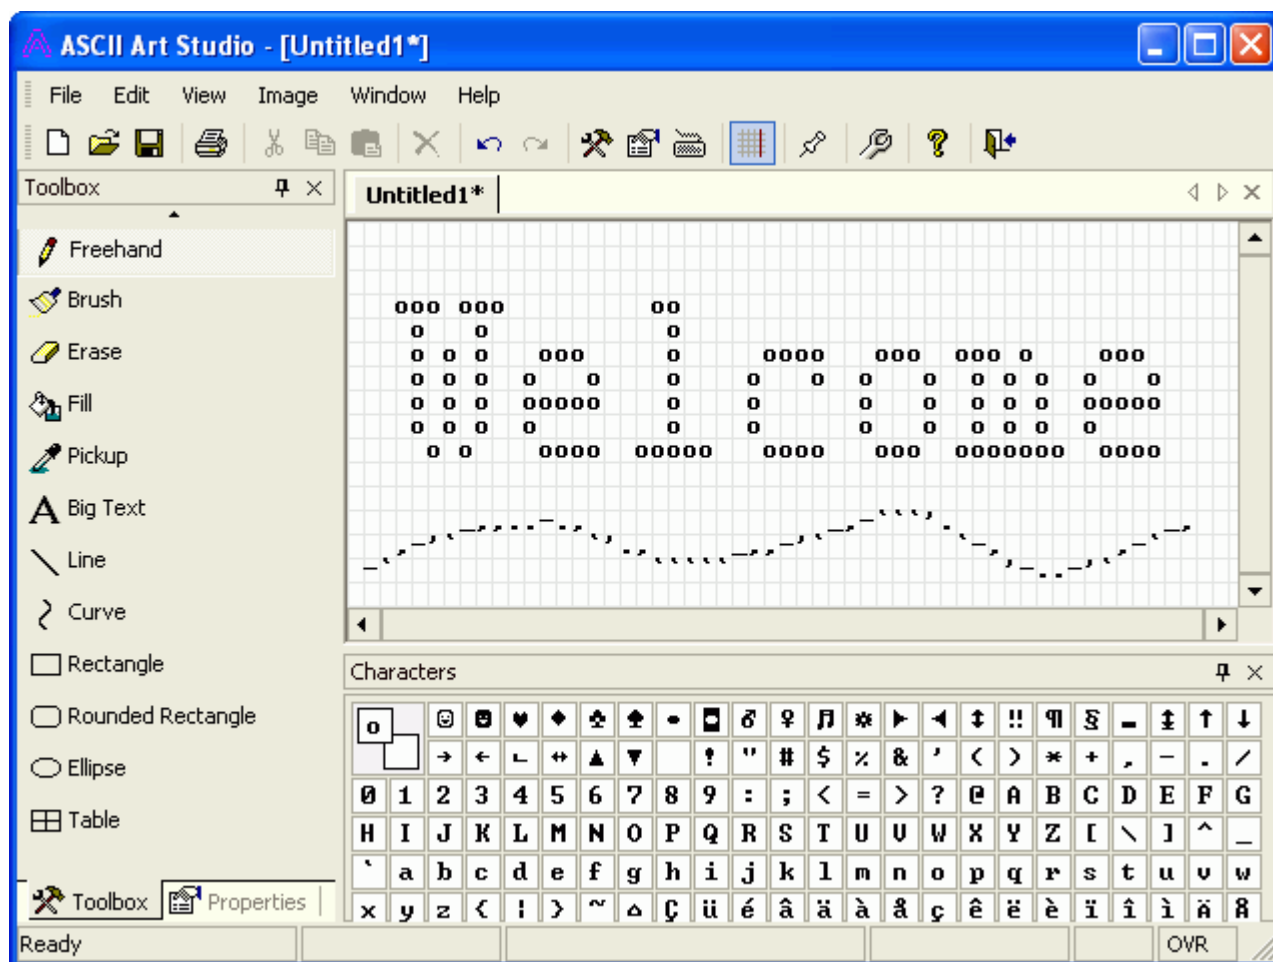 ASCII Art Studio - [Untitled1*]
File Edit View Image Window Help
Toolbox
Untitled1*
Freehand
Brush
Erase
Fill
Pickup
Big Text
Line
Curve
Rectangle
Rounded Rectangle
Ellipse
Table
Toolbox Properties
Welcome
Characters
o
! " # $ % & ' ( ) * + , - . /
0 1 2 3 4 5 6 7 8 9 : ; < = > ? @ A B C D E F G
H I J K L M N O P Q R S T U V W X Y Z [ \ ] ^ _
` a b c d e f g h i j k l m n o p q r s t u v w
x y z { | } ~ ⌂ Ç ü é â ä à å ç ê ë è ï î ì Ä Å
Ready OVR